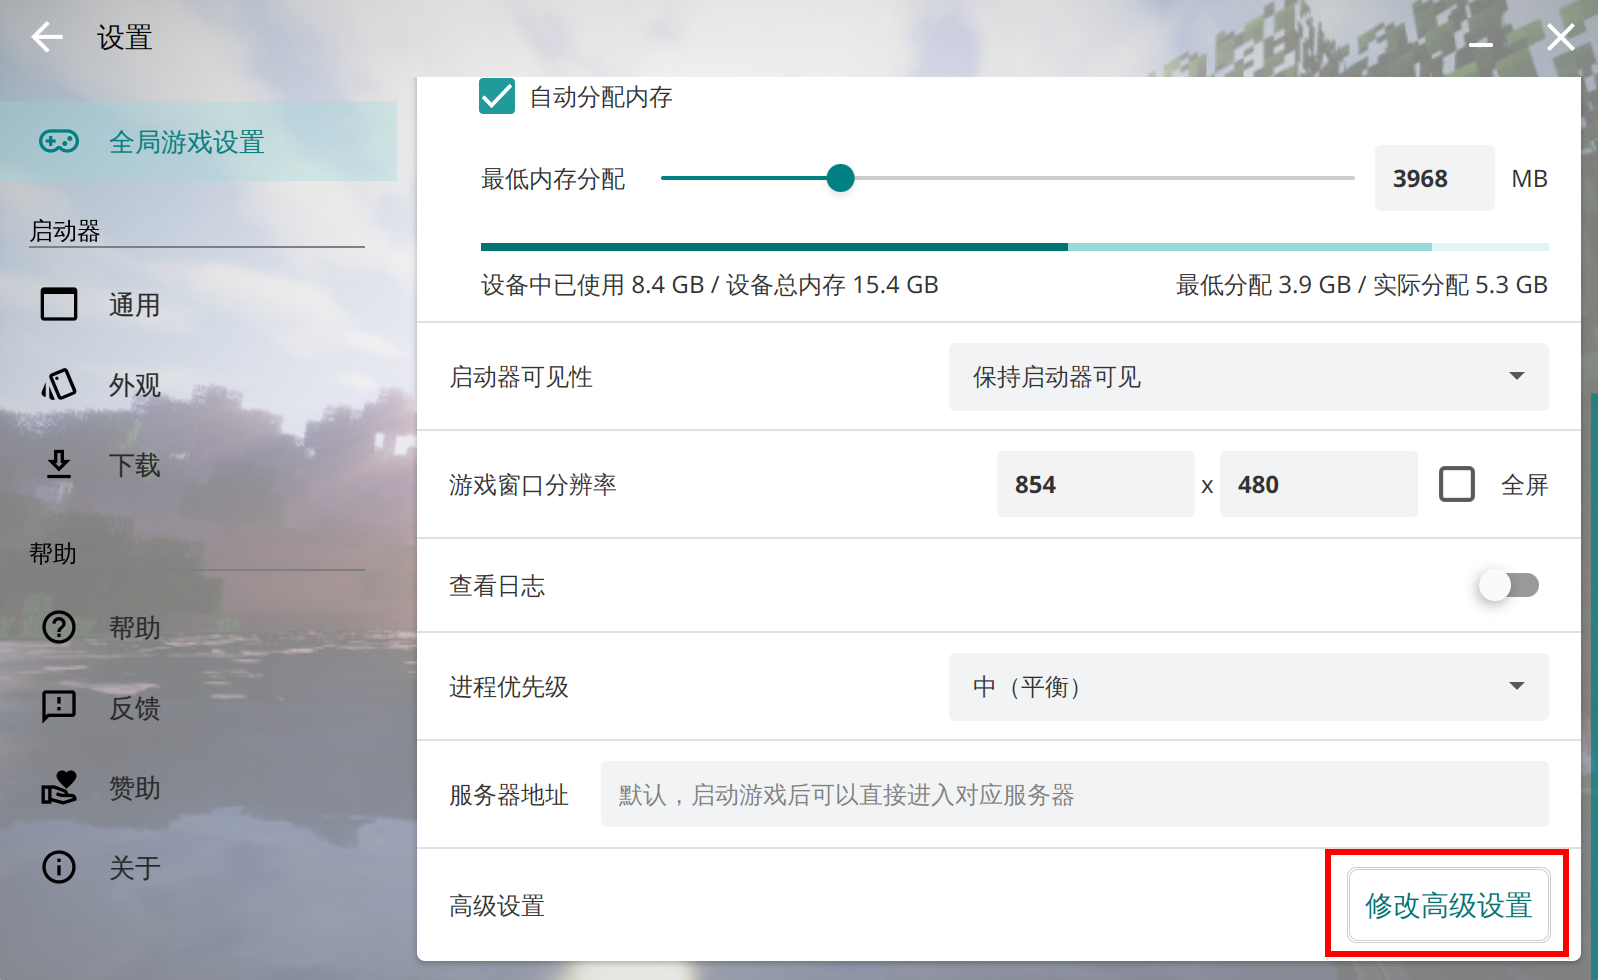 设置
全局游戏设置
启动器
通用
外观
下载
帮助
帮助
反馈
赞助
关于
自动分配内存
最低内存分配 3968 MB
设备中已使用 8.4 GB / 设备总内存 15.4 GB 最低分配 3.9 GB / 实际分配 5.3 GB
启动器可见性 保持启动器可见
游戏窗口分辨率 854 x 480 全屏
查看日志
进程优先级 中（平衡）
服务器地址 默认，启动游戏后可以直接进入对应服务器
高级设置 修改高级设置